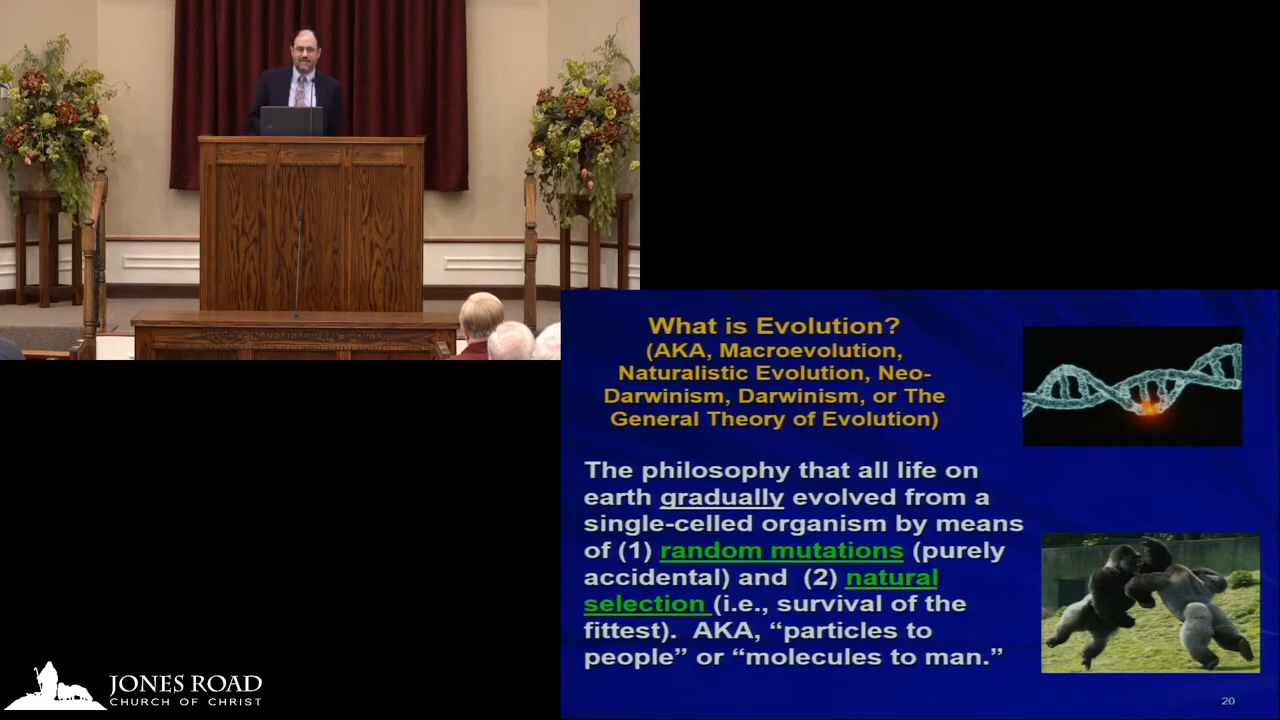 What is Evolution?
(AKA, Macroevolution,
Naturalistic Evolution, Neo-
Darwinism, Darwinism, or The
General Theory of Evolution)
The philosophy that all life on
earth gradually evolved from a
single-celled organism by means
of (1) random mutations (purely
accidental) and (2) natural
selection (i.e., survival of the
fittest). AKA, “particles to
people” or “molecules to man.”
20
JONES ROAD
CHURCH OF CHRIST